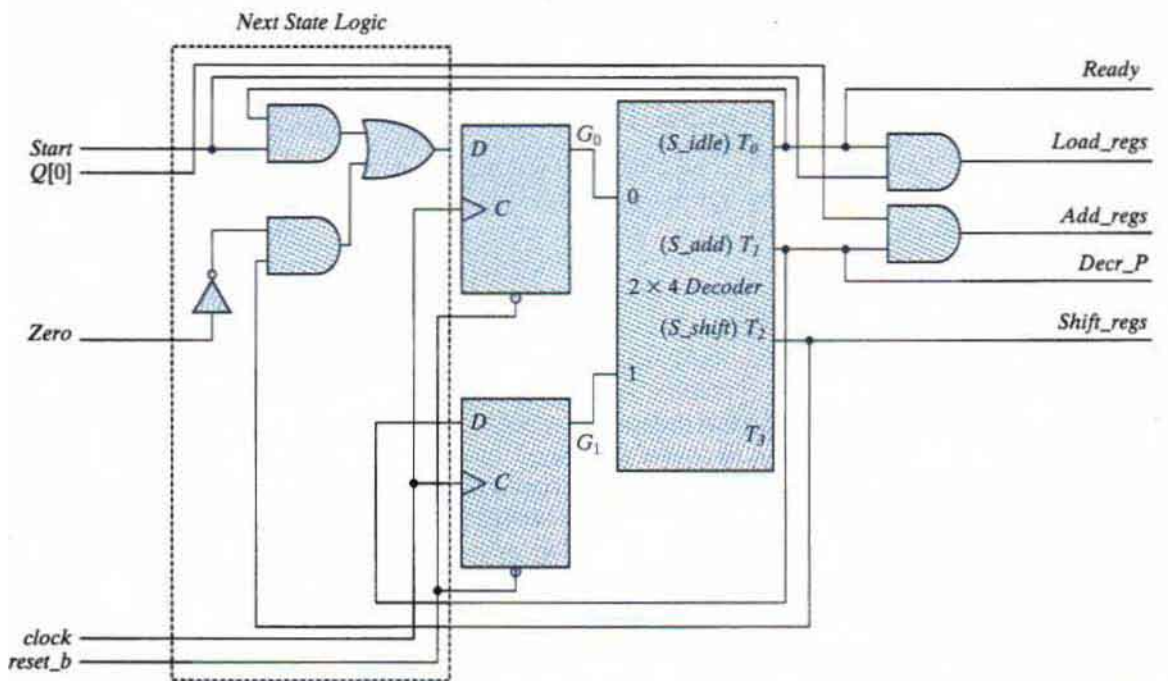 Next State Logic
Ready
Start
Q[0]
D
G0
(S_idle) T0
Load_regs
C
0
Add_regs
(S_add) T1
Decr_P
2 × 4 Decoder
Zero
(S_shift) T2
Shift_regs
1
D
G1
T3
C
clock
reset_b